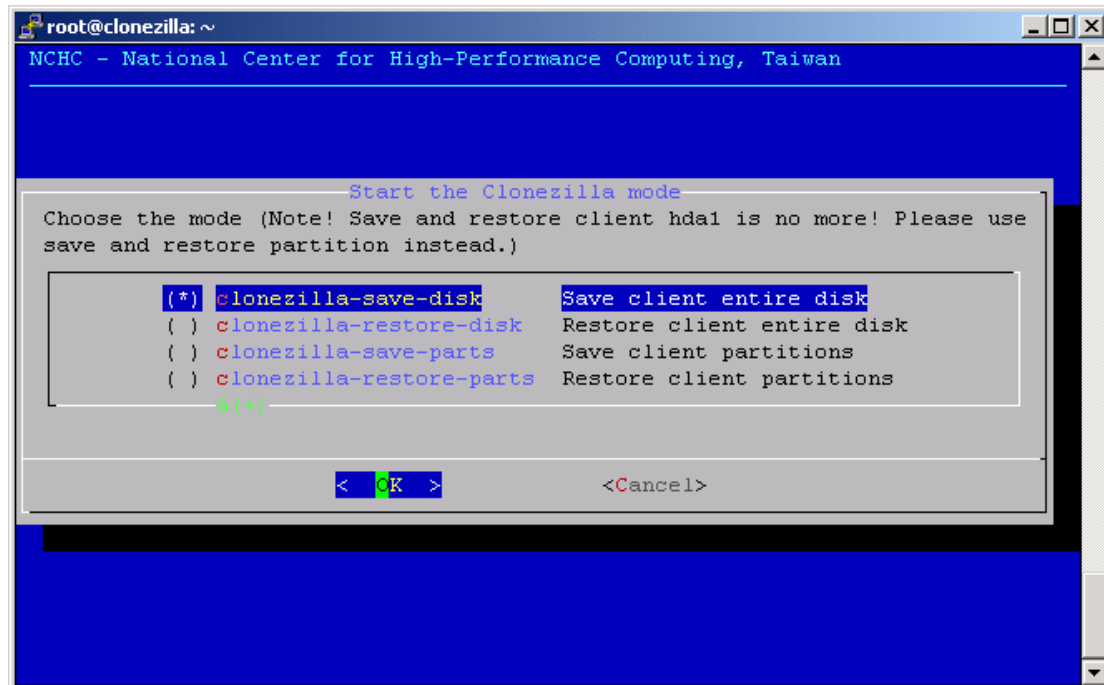 root@clonezilla: ~
NCHC - National Center for High-Performance Computing, Taiwan
Start the Clonezilla mode
Choose the mode (Note! Save and restore client hda1 is no more! Please use
save and restore partition instead.)
(*) clonezilla-save-disk Save client entire disk
( ) clonezilla-restore-disk Restore client entire disk
( ) clonezilla-save-parts Save client partitions
( ) clonezilla-restore-parts Restore client partitions
â(+)
< OK > <Cancel>